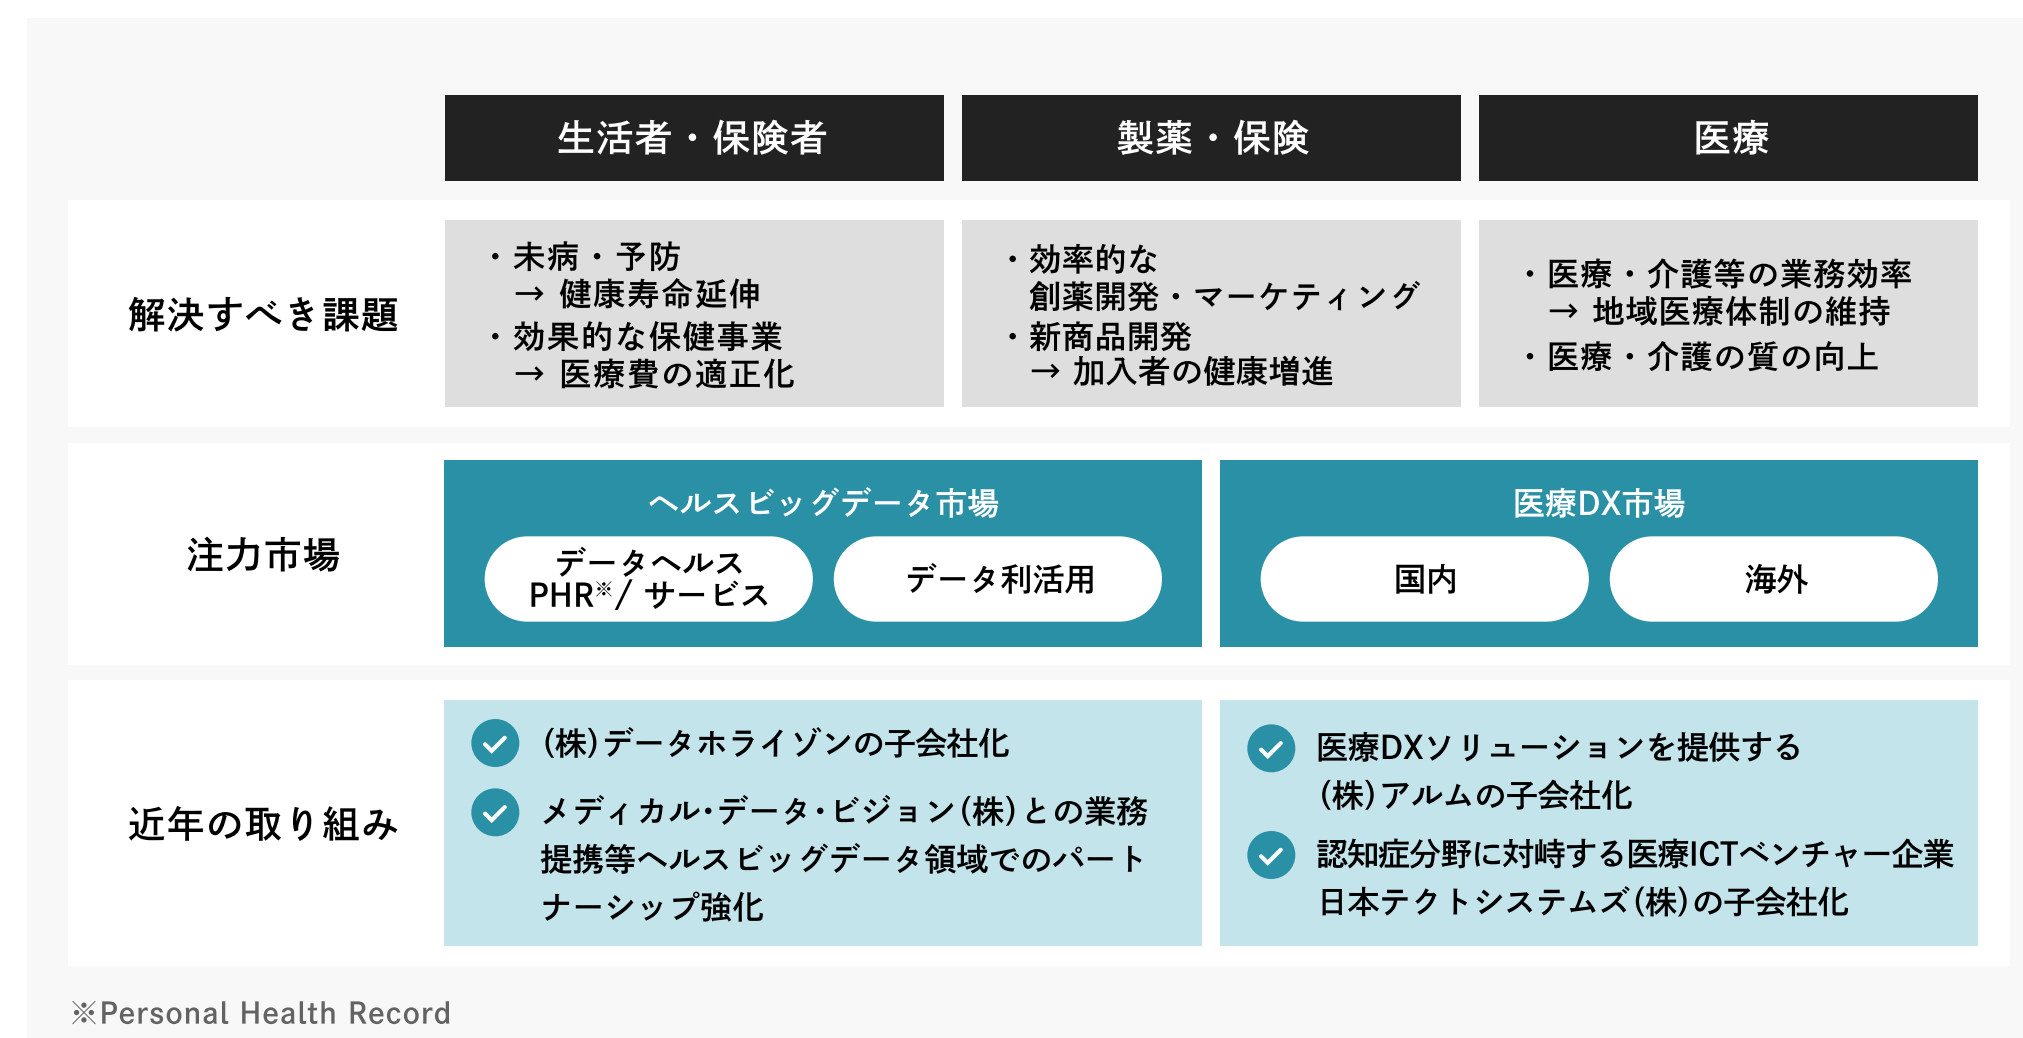 生活者・保険者
製薬・保険
医療
解決すべき課題
・未病・予防
→ 健康寿命延伸
・効果的な保健事業
→ 医療費の適正化
・効率的な
創薬開発・マーケティング
・新商品開発
→ 加入者の健康増進
・医療・介護等の業務効率
→ 地域医療体制の維持
・医療・介護の質の向上
注力市場
ヘルスビッグデータ市場
データヘルス
PHR※/ サービス
データ利活用
医療DX市場
国内
海外
近年の取り組み
(株)データホライゾンの子会社化
メディカル・データ・ビジョン(株)との業務
提携等ヘルスビッグデータ領域でのパート
ナーシップ強化
医療DXソリューションを提供する
(株)アルムの子会社化
認知症分野に対峙する医療ICTベンチャー企業
日本テクトシステムズ(株)の子会社化
※Personal Health Record